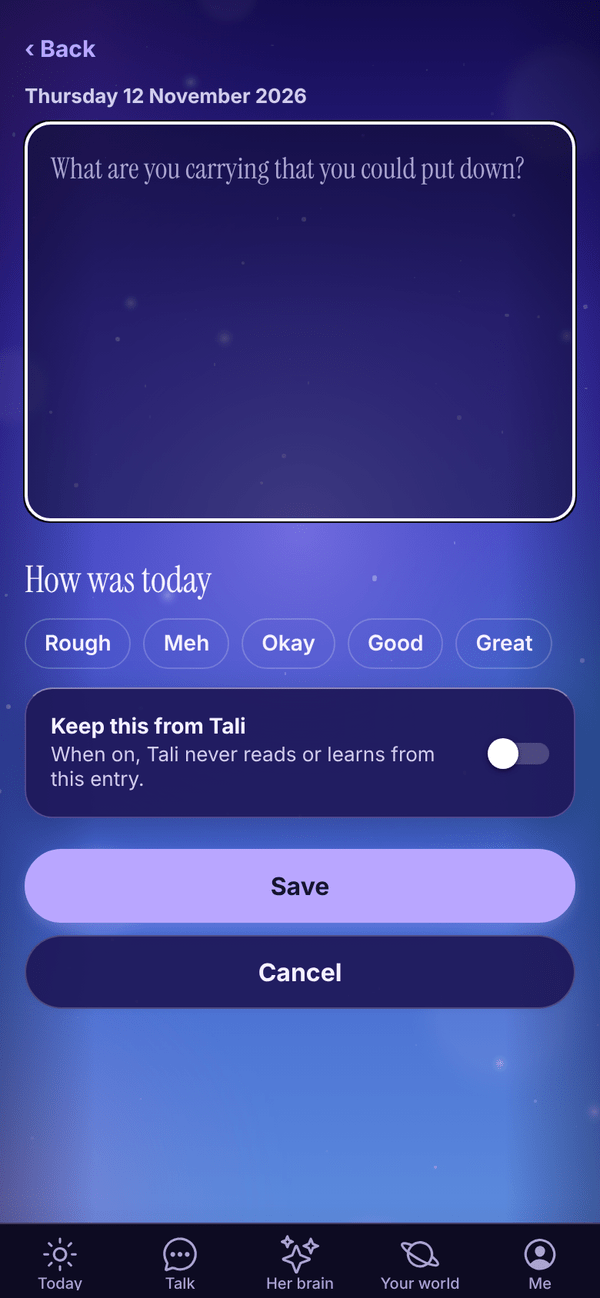 ‹ Back
Thursday 12 November 2026
What are you carrying that you could put down?
How was today
Rough Meh Okay Good Great
Keep this from Tali
When on, Tali never reads or learns from
this entry.
Save
Cancel
Today Talk Her brain Your world Me